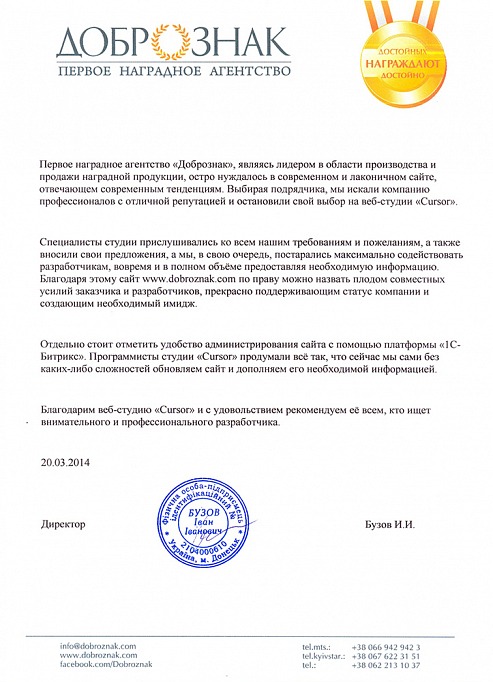 ДОБРОЗНАК
ПЕРВОЕ НАГРАДНОЕ АГЕНТСТВО
ДОСТОЙНЫХ
НАГРАЖДАЮТ
ДОСТОЙНО
Первое наградное агентство «Добрознак», являясь лидером в области производства и
продажи наградной продукции, остро нуждалось в современном и лаконичном сайте,
отвечающем современным тенденциям. Выбирая подрядчика, мы искали компанию
профессионалов с отличной репутацией и остановили свой выбор на веб-студии «Cursor».
Специалисты студии прислушивались ко всем нашим требованиям и пожеланиям, а также
вносили свои предложения, а мы, в свою очередь, постарались максимально содействовать
разработчикам, вовремя и в полном объёме предоставляя необходимую информацию.
Благодаря этому сайт www.dobroznak.com по праву можно назвать плодом совместных
усилий заказчика и разработчиков, прекрасно поддерживающим статус компании и
создающим необходимый имидж.
Отдельно стоит отметить удобство администрирования сайта с помощью платформы «1С-
Битрикс». Программисты студии «Cursor» продумали всё так, что сейчас мы сами без
каких-либо сложностей обновляем сайт и дополняем его необходимой информацией.
Благодарим веб-студию «Cursor» и с удовольствием рекомендуем её всем, кто ищет
внимательного и профессионального разработчика.
20.03.2014
Директор
Фізична особа-підприємець
ідентифікаційний №
БУЗОВ
Іван
Іванович
2104000610
Україна, м. Донецьк
Бузов И.И.
info@dobroznak.com
www.dobroznak.com
facebook.com/Dobroznak
tel.mts.: +38 066 942 942 3
tel.kyivstar.: +38 067 622 31 51
tel.: +38 062 213 10 37